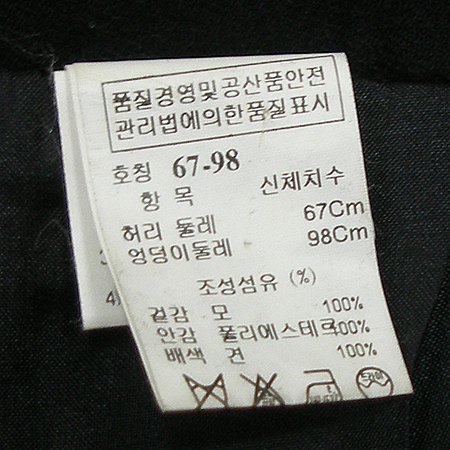 품질경영및공산품안전
관리법에의한품질표시
호칭 67-98
항 목 신체치수
허리 둘레 67Cm
엉덩이둘레 98Cm
조성섬유 (%)
겉감 모 100%
안감 폴리에스테르100%
배색 견 100%